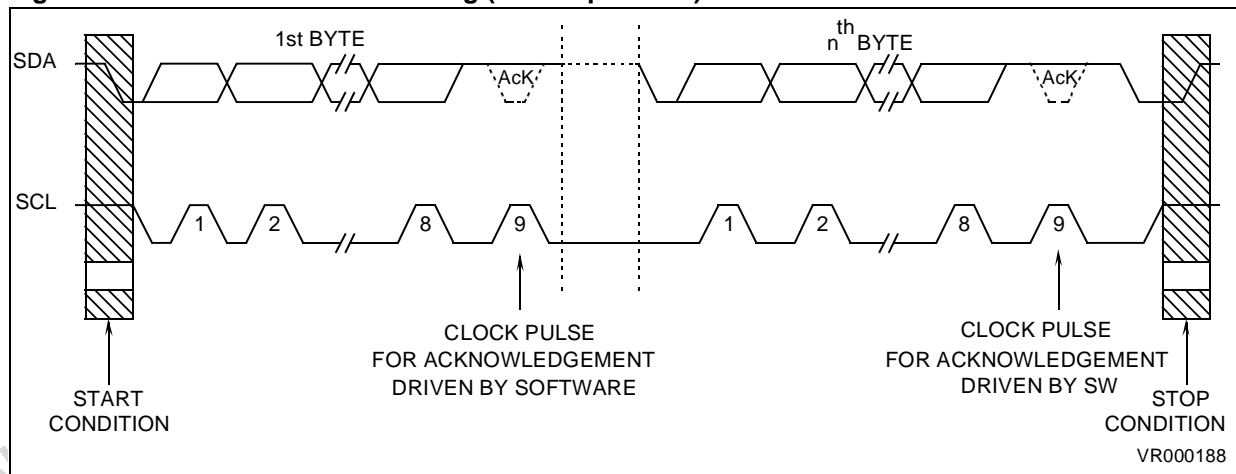 1st BYTE
nth BYTE
SDA
AcK
AcK
SCL
1
2
8
9
1
2
8
9
CLOCK PULSE
FOR ACKNOWLEDGEMENT
DRIVEN BY SOFTWARE
CLOCK PULSE
FOR ACKNOWLEDGEMENT
DRIVEN BY SW
START
CONDITION
STOP
CONDITION
VR000188